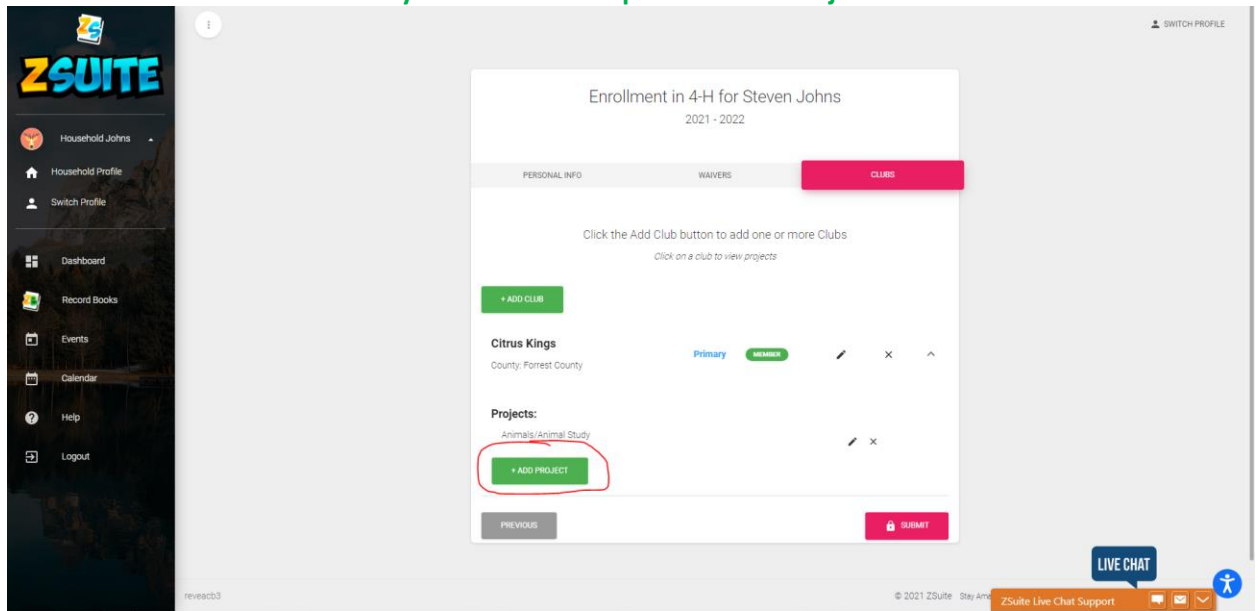 SWITCH PROFILE
ZSUITE
Enrollment in 4-H for Steven Johns
2021 - 2022
Household Johns
Household Profile
Switch Profile
PERSONAL INFO
WAIVERS
CLUBS
Click the Add Club button to add one or more Clubs
Click on a club to view projects
Dashboard
Record Books
Events
Calendar
Help
Logout
+ ADD CLUB
Citrus Kings
County: Forrest County
Primary
MEMBER
Projects:
Animals/Animal Study
+ ADD PROJECT
PREVIOUS
SUBMIT
LIVE CHAT
reveacb3
© 2021 ZSuite
ZSuite Live Chat Support